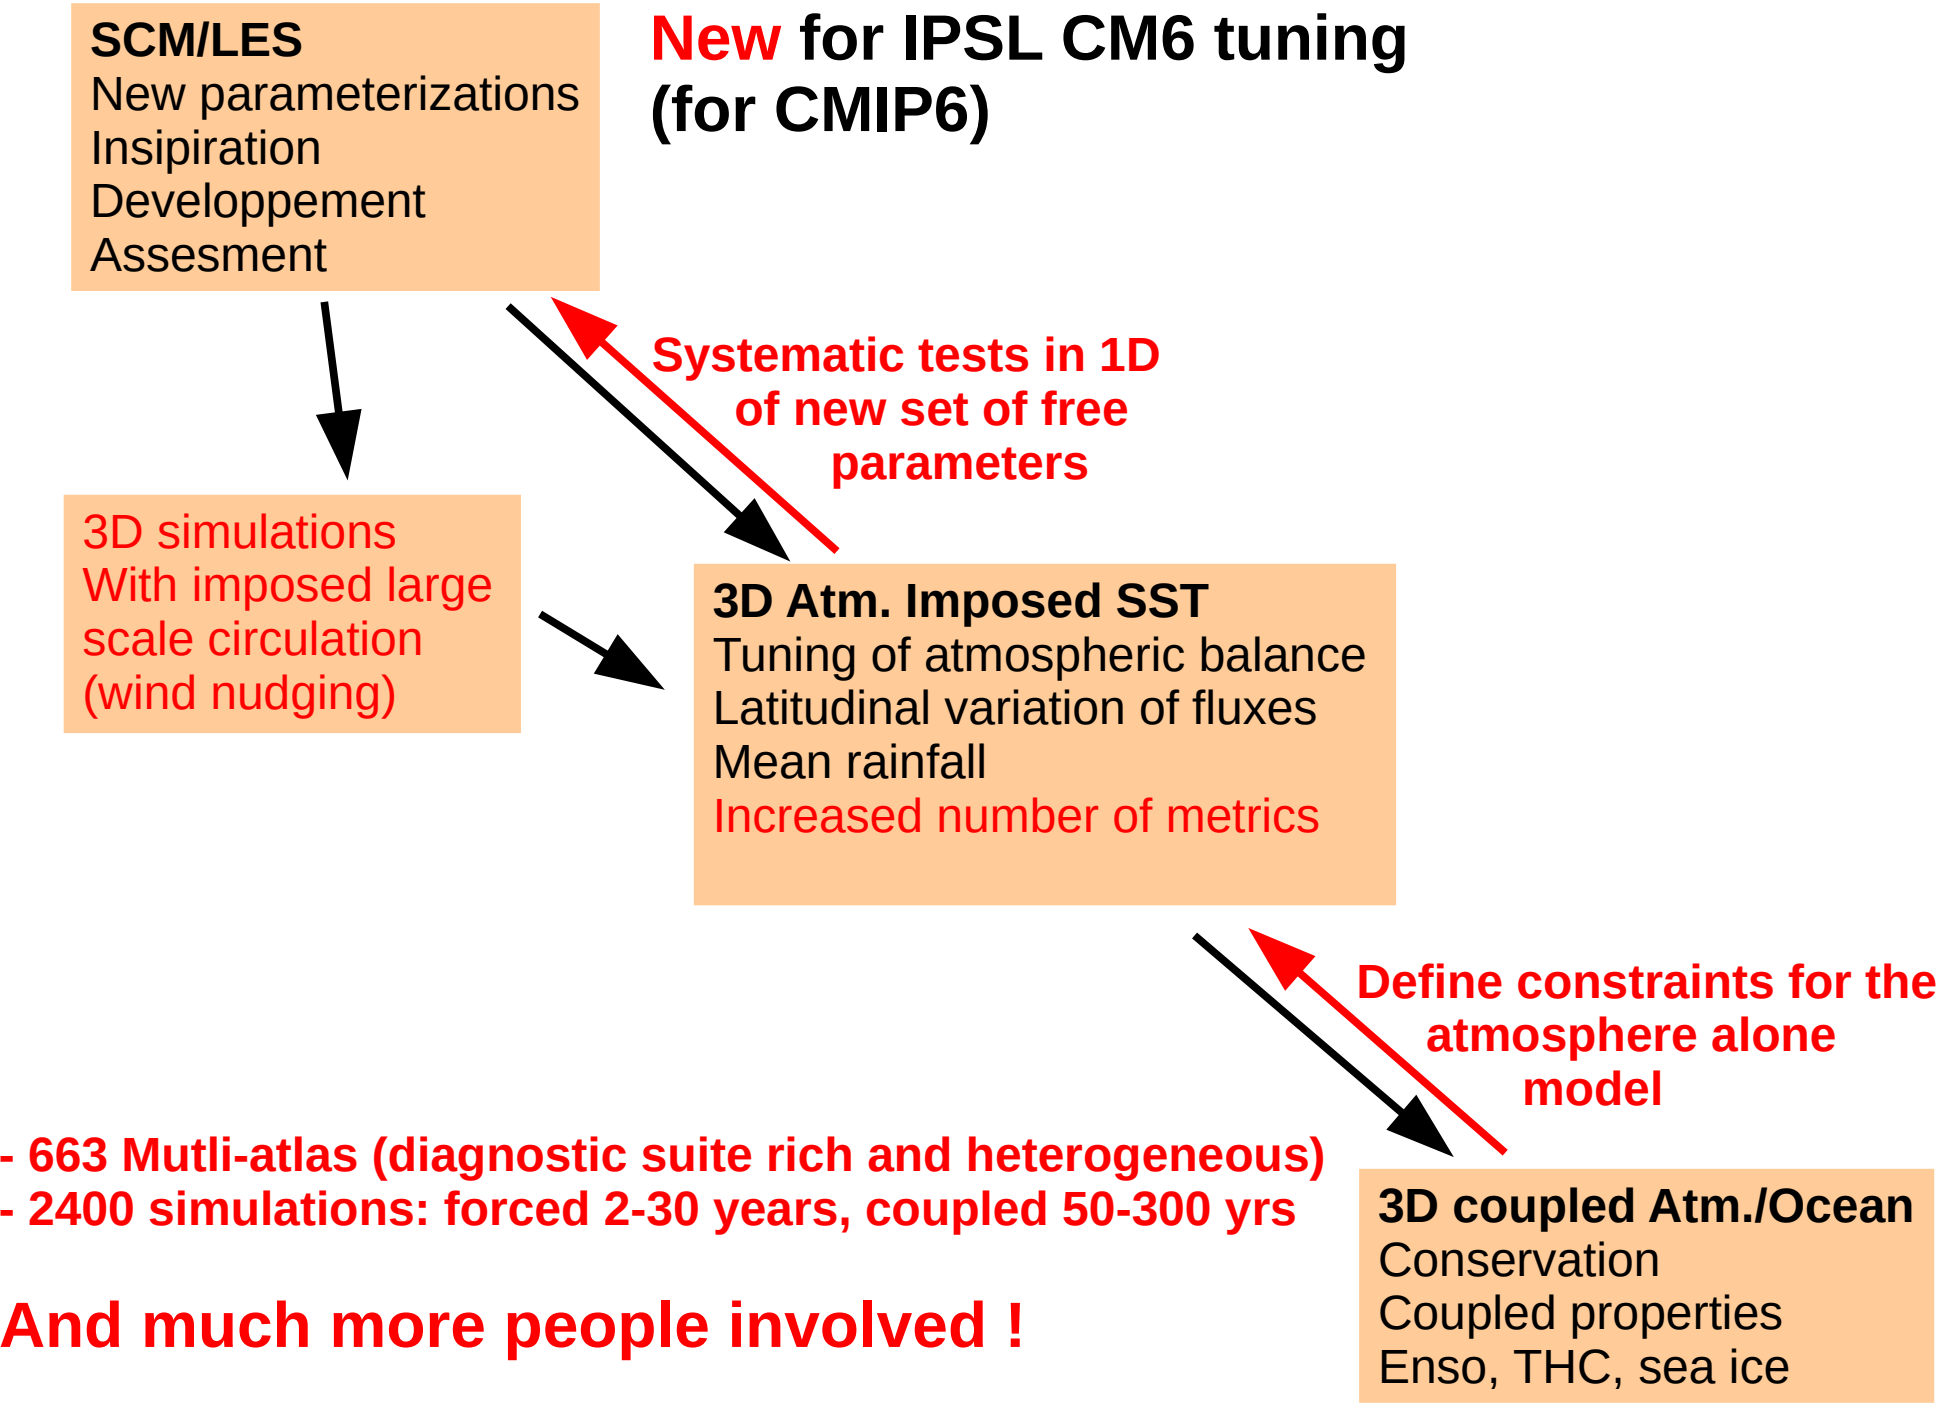 SCM/LES
New parameterizations
Insipiration
Developpement
Assesment
New for IPSL CM6 tuning
(for CMIP6)
Systematic tests in 1D
of new set of free
parameters
3D simulations
With imposed large
scale circulation
(wind nudging)
3D Atm. Imposed SST
Tuning of atmospheric balance
Latitudinal variation of fluxes
Mean rainfall
Increased number of metrics
Define constraints for the
atmosphere alone
model
- 663 Mutli-atlas (diagnostic suite rich and heterogeneous)
- 2400 simulations: forced 2-30 years, coupled 50-300 yrs
And much more people involved !
3D coupled Atm./Ocean
Conservation
Coupled properties
Enso, THC, sea ice